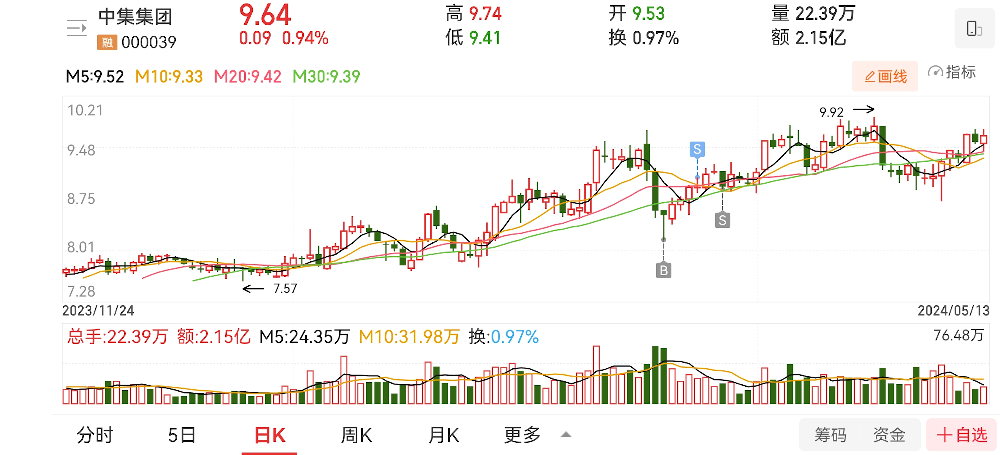 中集集团 9.64 高 9.74 开 9.53 量 22.39万
融 000039 0.09 0.94% 低 9.41 换 0.97% 额 2.15亿
M5:9.52 M10:9.33 M20:9.42 M30:9.39 画线 指标
10.21
9.92
9.48
S
8.75
S
8.01
B
7.57
7.28
2023/11/24 2024/05/13
总手:22.39万 额:2.15亿 M5:24.35万 M10:31.98万 换:0.97% 76.48万
分时 5日 日K 周K 月K 更多 筹码 资金 +自选